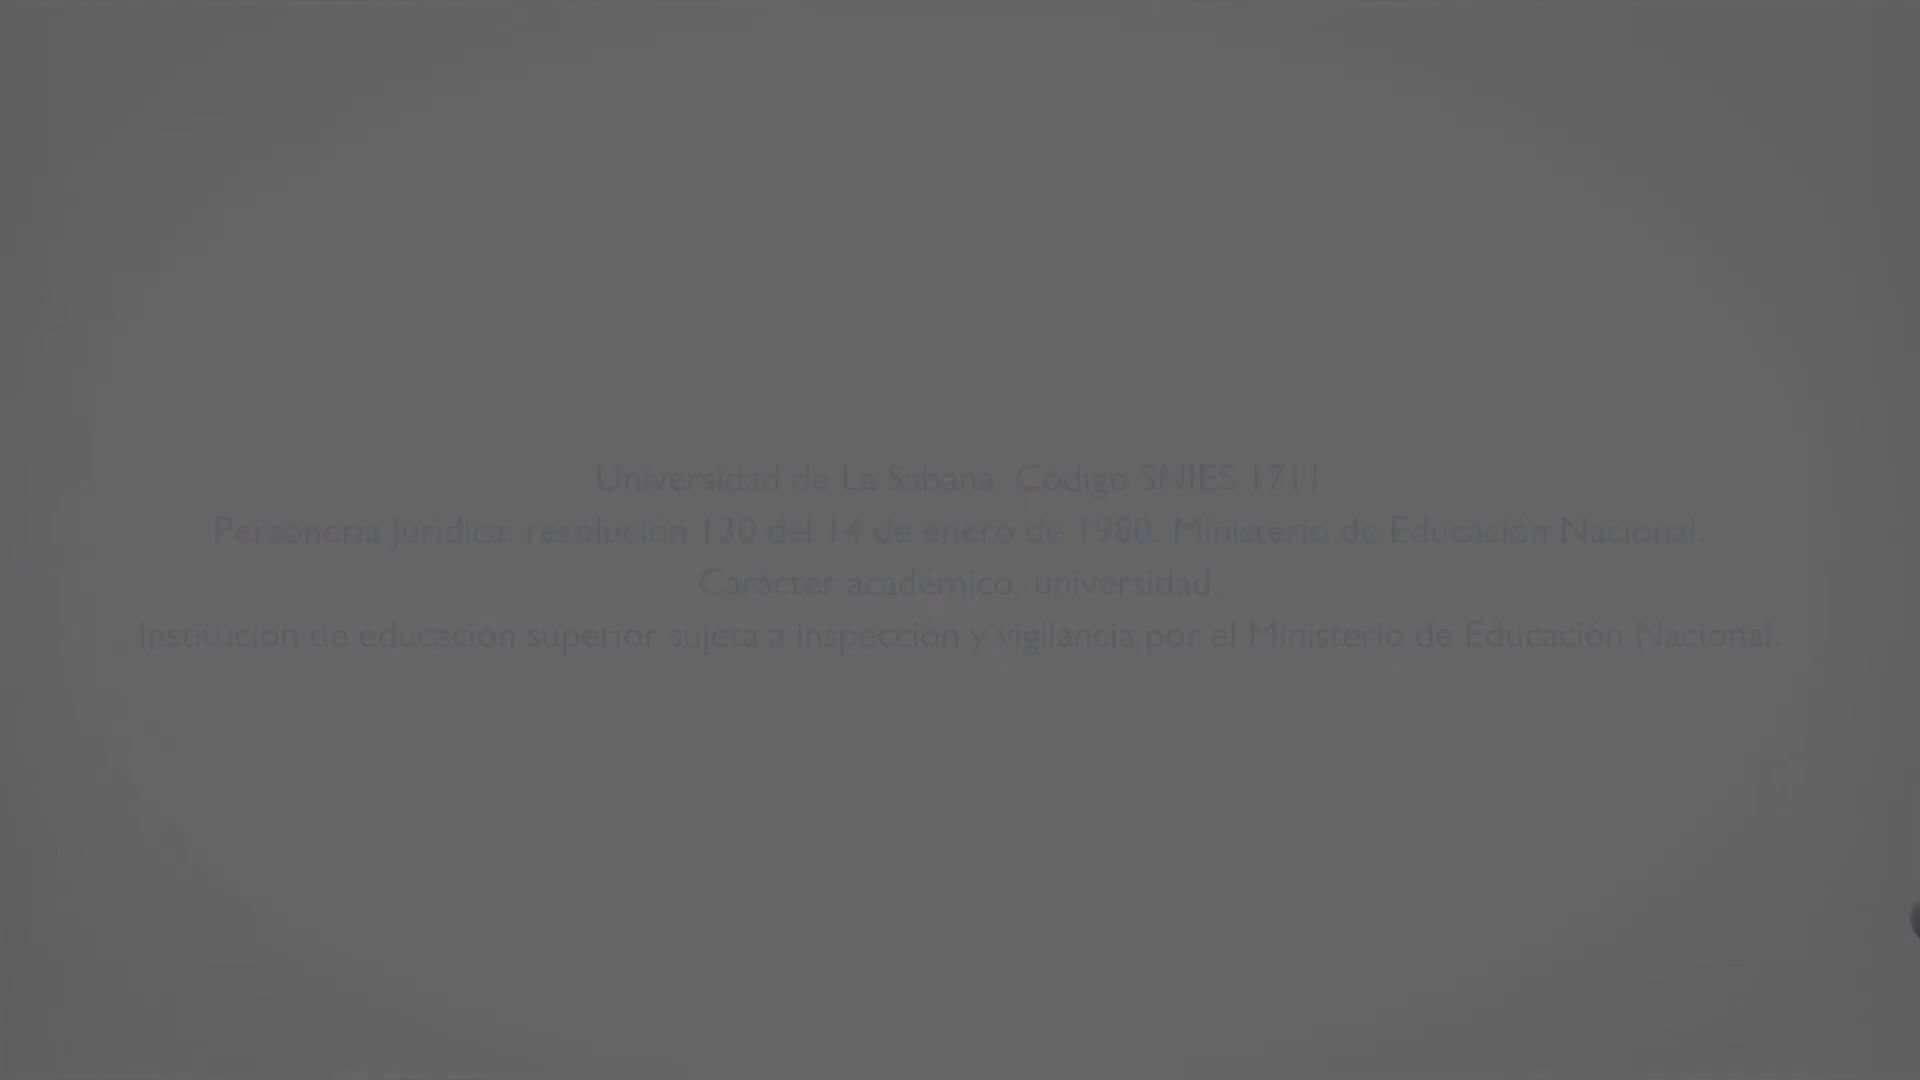 Universidad de La Sabana. Código SNIES 1711
Personería Jurídica: resolución 130 del 14 de enero de 1980. Ministerio de Educación Nacional.
Carácter académico: universidad.
Institución de educación superior sujeta a inspección y vigilancia por el Ministerio de Educación Nacional